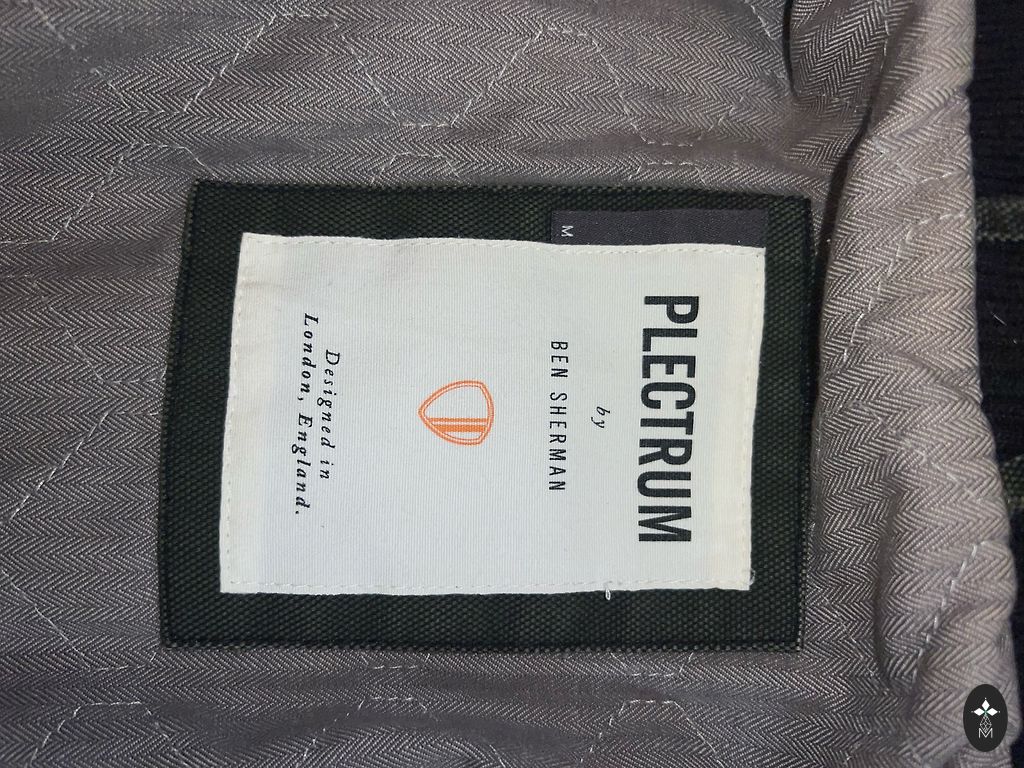 PLECTRUM
by
BEN SHERMAN
Designed in
London, England.
M
M